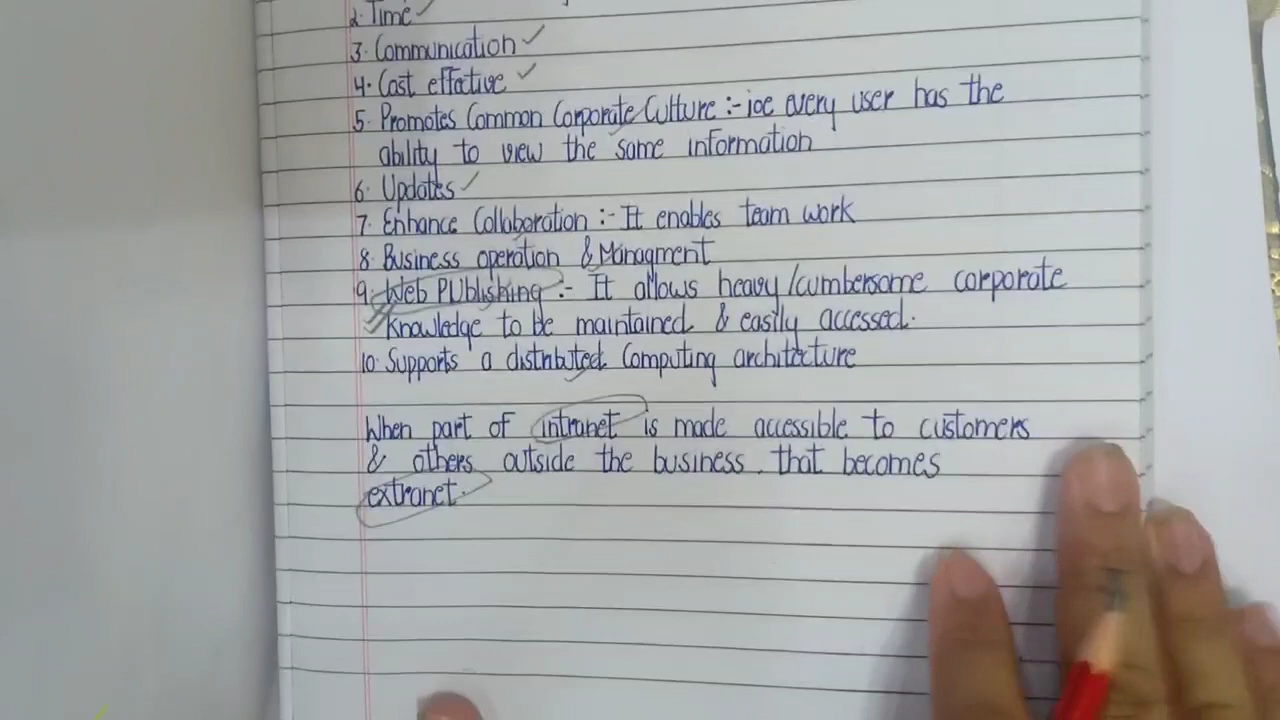 2. Time
3. Communication
4. Cost effective
5. Promotes Common Corporate Culture :- ioe every user has the
ability to view the same information
6. Updates
7. Enhance Collaboration :- It enables team work
8. Business operation & Managment
9. Web PUblishing :- It allows heavy/cumbersome corporate
Knowledge to be maintained & easily accessed.
10. Supports a distributed Computing architecture
When part of intranet is made accessible to customers
& others outside the business. that becomes
extranet.